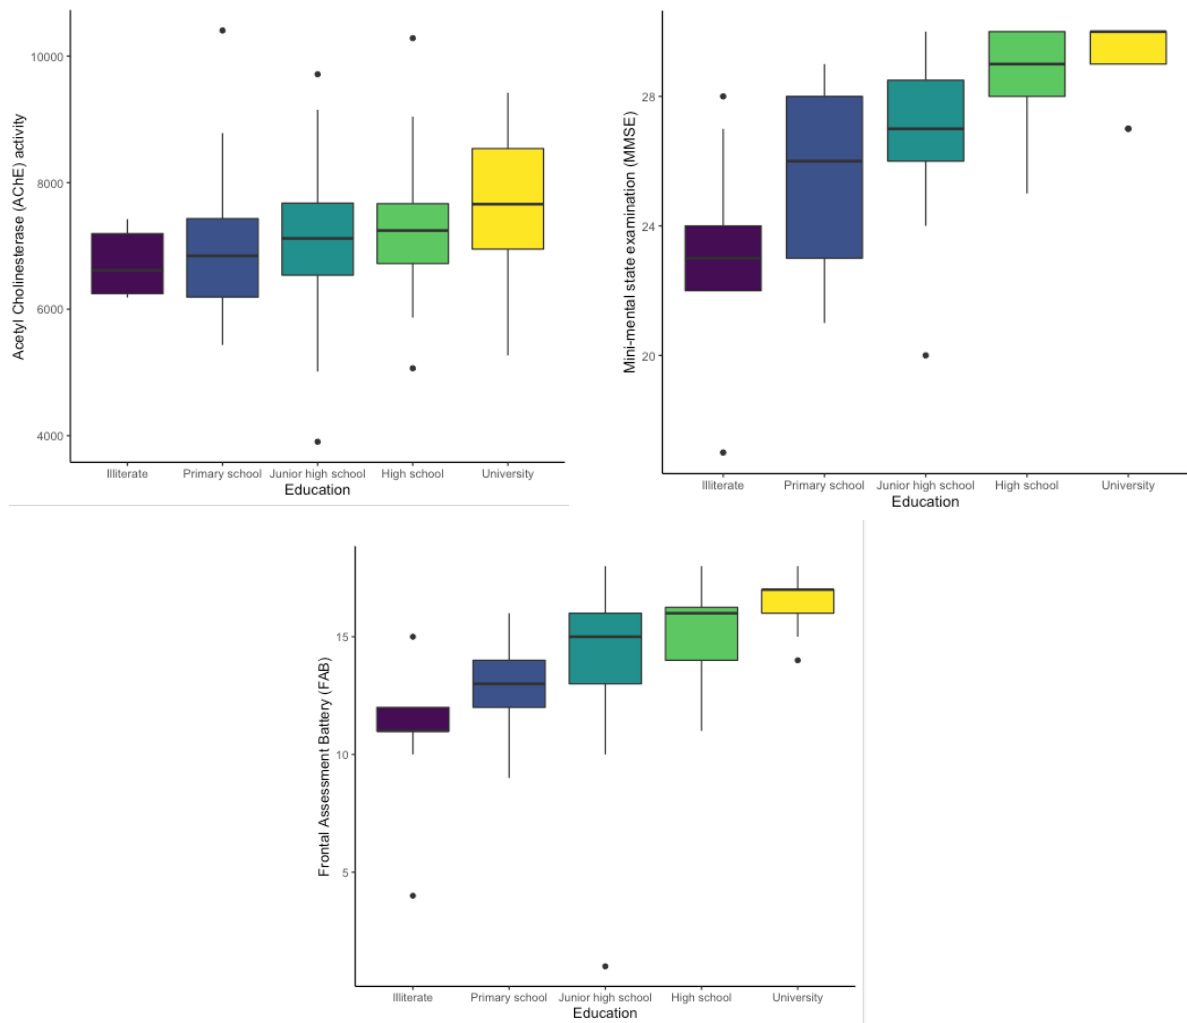 Acetyl Cholinesterase (AChE) activity
10000
8000
6000
4000
Illiterate Primary school Junior high school High school University
Education
Mini-mental state examination (MMSE)
28
24
20
Illiterate Primary school Junior high school High school University
Education
Frontal Assessment Battery (FAB)
15
10
5
Illiterate Primary school Junior high school High school University
Education